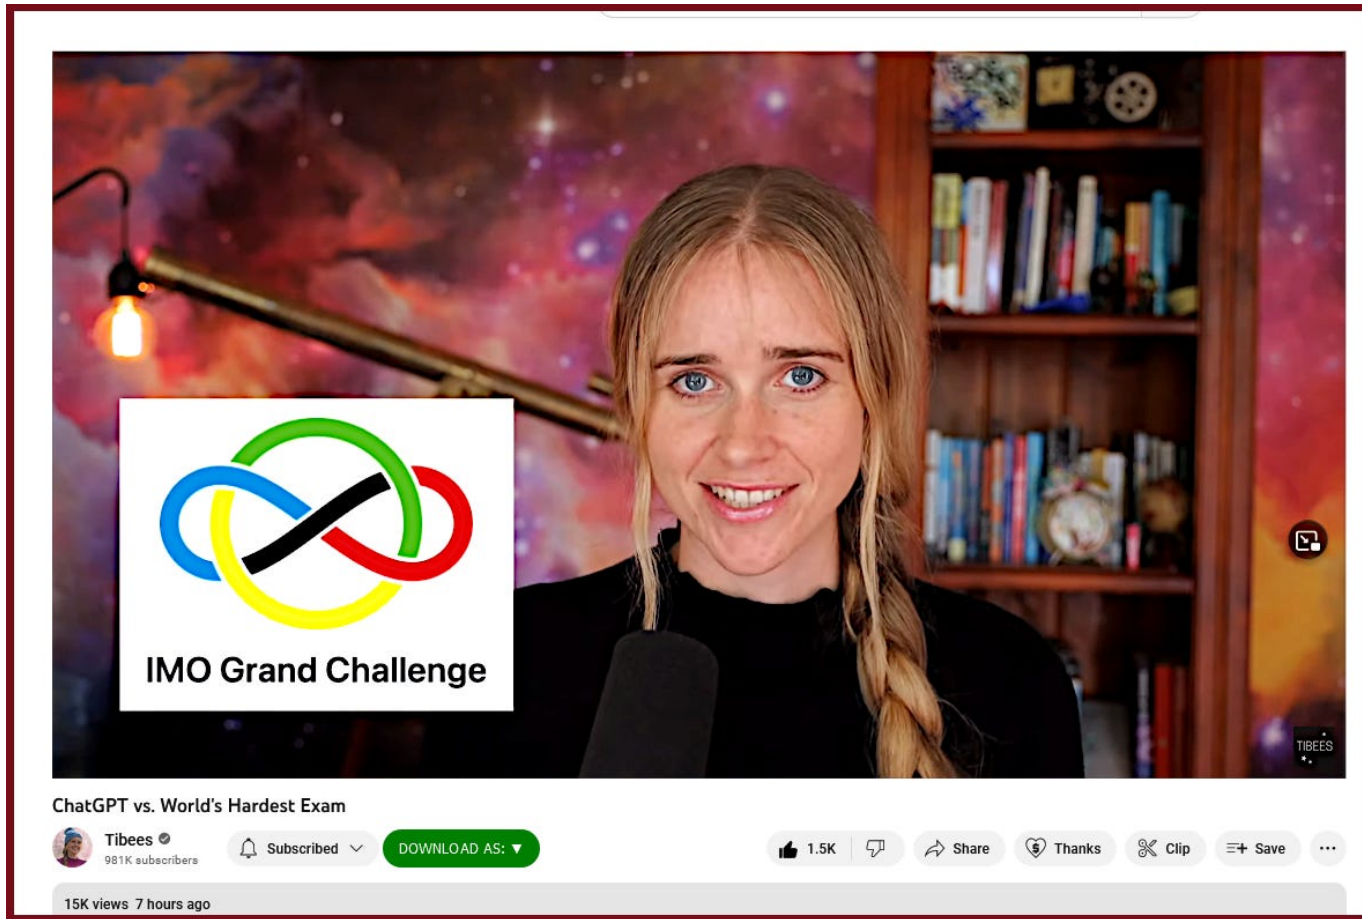 IMO Grand Challenge
TIBEES
ChatGPT vs. World's Hardest Exam
Tibees
981K subscribers
Subscribed
DOWNLOAD AS: ▼
1.5K
Share
Thanks
Clip
Save
15K views 7 hours ago